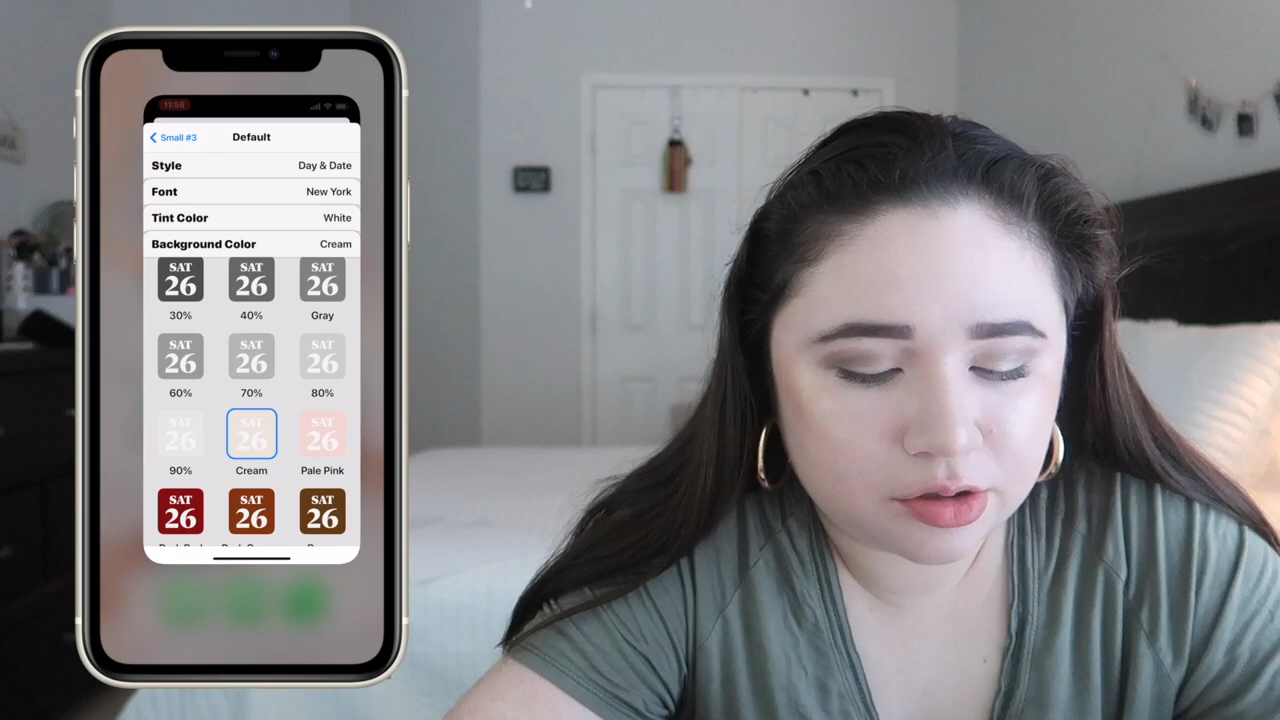 11:56
Small #3 Default
Style Day & Date
Font New York
Tint Color White
Background Color Cream
SAT SAT SAT
26 26 26
30% 40% Gray
SAT SAT SAT
26 26 26
60% 70% 80%
SAT SAT SAT
26 26 26
90% Cream Pale Pink
SAT SAT SAT
26 26 26